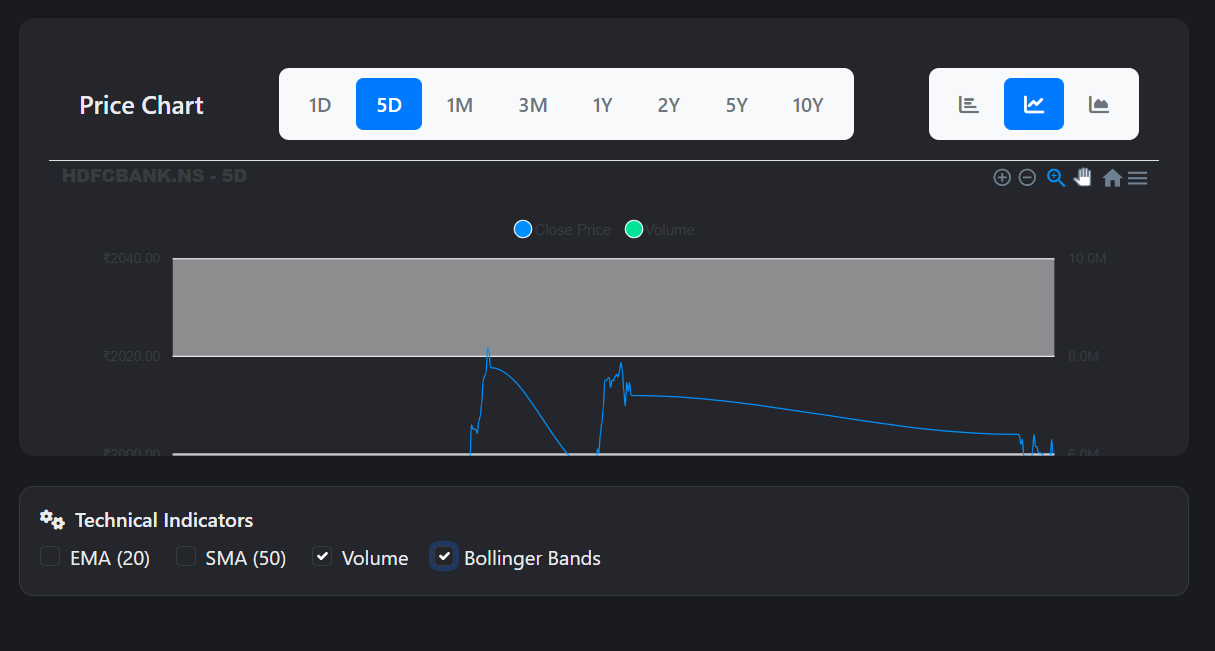 Price Chart
1D 5D 1M 3M 1Y 2Y 5Y 10Y
HDFCBANK.NS - 5D
Close Price Volume
₹2040.00 10.0M
₹2020.00 8.0M
₹2000.00 6.0M
Technical Indicators
EMA (20) SMA (50) Volume Bollinger Bands